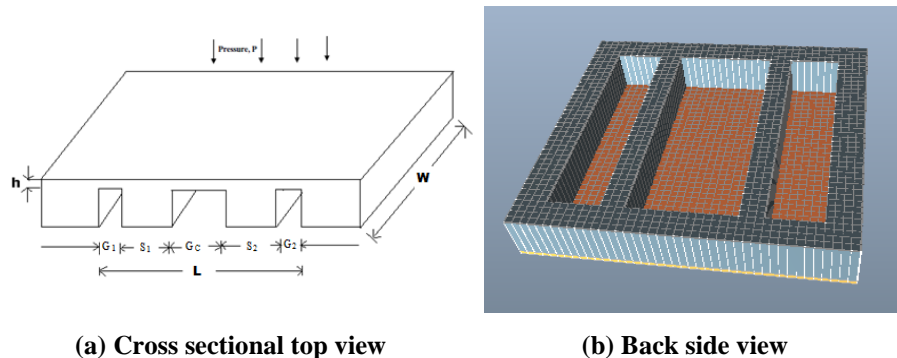 Pressure, P
h
W
G1 S1 GC S2 G2
L
(a) Cross sectional top view
(b) Back side view